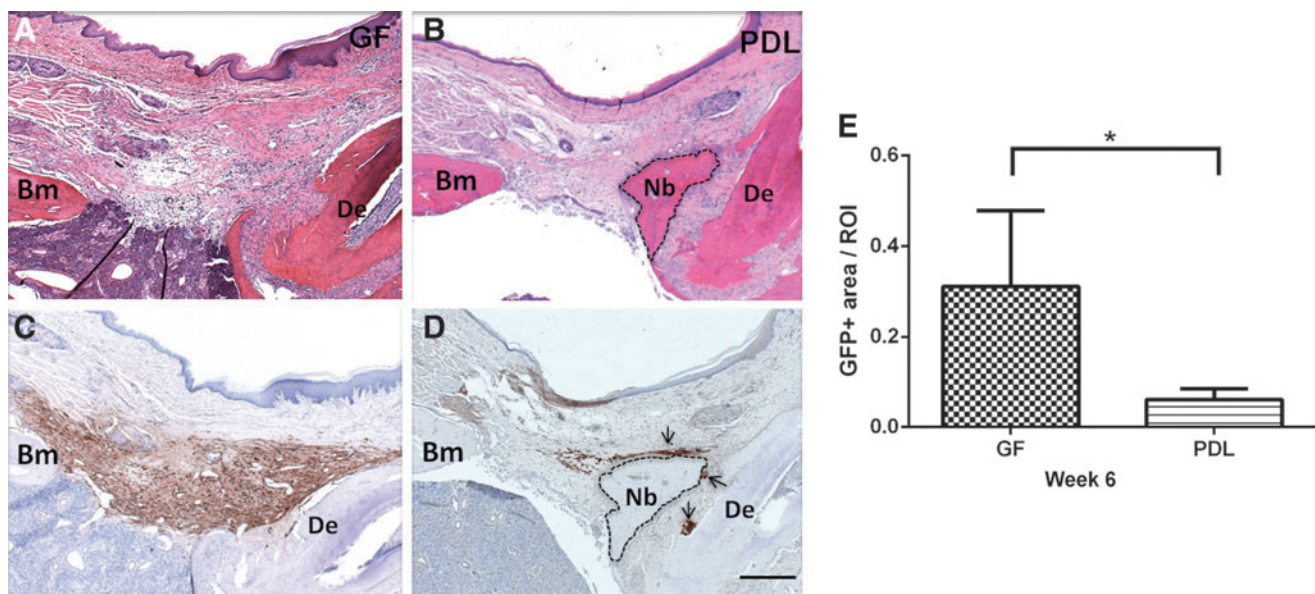 A
GF
Bm
De
B
PDL
Bm
Nb
De
C
Bm
De
D
Bm
Nb
De
E
*
GFP+ area / ROI
0.6
0.4
0.2
0.0
GF
PDL
Week 6